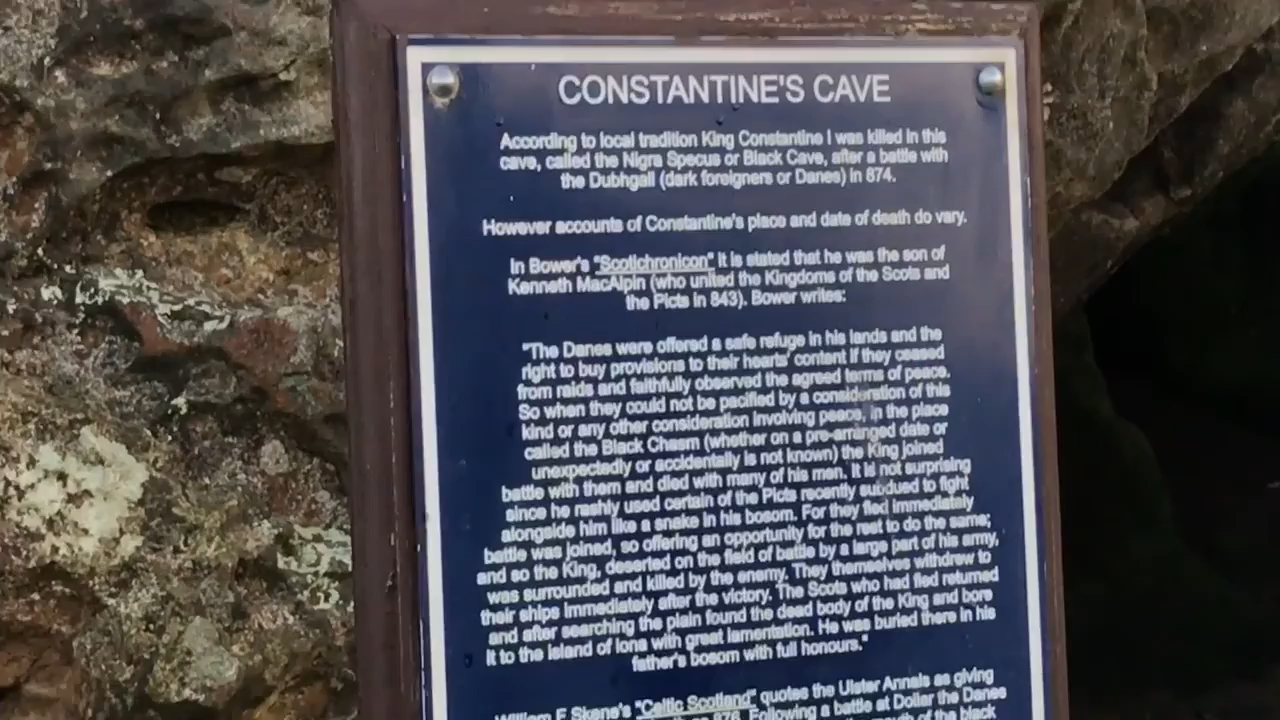 CONSTANTINE'S CAVE
According to local tradition King Constantine I was killed in this
cave, called the Nigra Specus or Black Cave, after a battle with
the Dubhgall (dark foreigners or Danes) in 874.
However accounts of Constantine's place and date of death do vary.
In Bower's "Scotichronicon" it is stated that he was the son of
Kenneth MacAlpin (who united the Kingdoms of the Scots and
the Picts in 843). Bower writes:
"The Danes were offered a safe refuge in his lands and the
right to buy provisions to their hearts' content if they ceased
from raids and faithfully observed the agreed terms of peace.
So when they could not be pacified by a consideration of this
kind or any other consideration involving peace, in the place
called the Black Chasm (whether on a pre-arranged date or
unexpectedly or accidentally is not known) the King joined
battle with them and died with many of his men. It is not surprising
since he rashly used certain of the Picts recently subdued to fight
alongside him like a snake in his bosom. For they fled immediately
battle was joined, so offering an opportunity for the rest to do the same;
and so the King, deserted on the field of battle by a large part of his army,
was surrounded and killed by the enemy. They themselves withdrew to
their ships immediately after the victory. The Scots who had fled returned
and after searching the plain found the dead body of the King and bore
it to the island of Iona with great lamentation. He was buried there in his
father's bosom with full honours."
William F Skene's "Celtic Scotland" quotes the Ulster Annals as giving
876. Following a battle at Dollar the Danes
mouth of the black